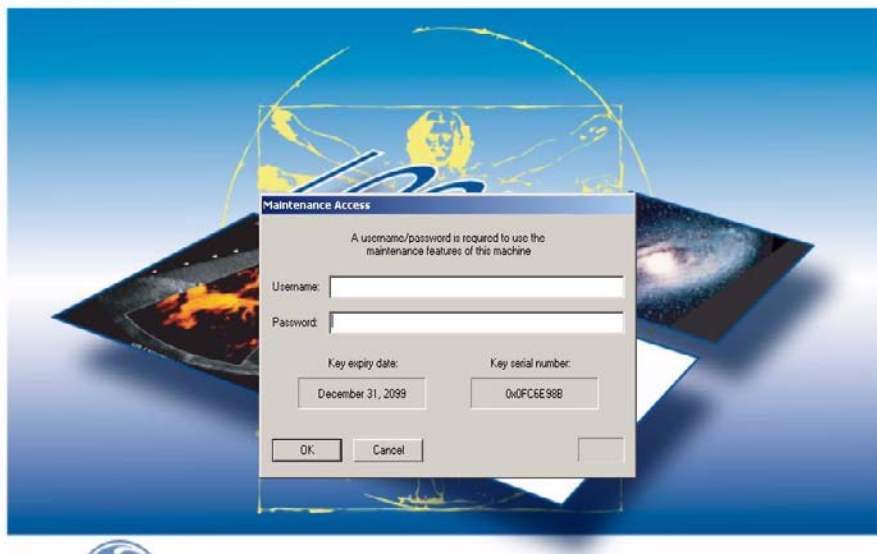 Maintenance Access
A username/password is required to use the
maintenance features of this machine
Username:
Password:
Key expiry date:
Key serial number:
December 31, 2099
0x0FC6E98B
OK
Cancel